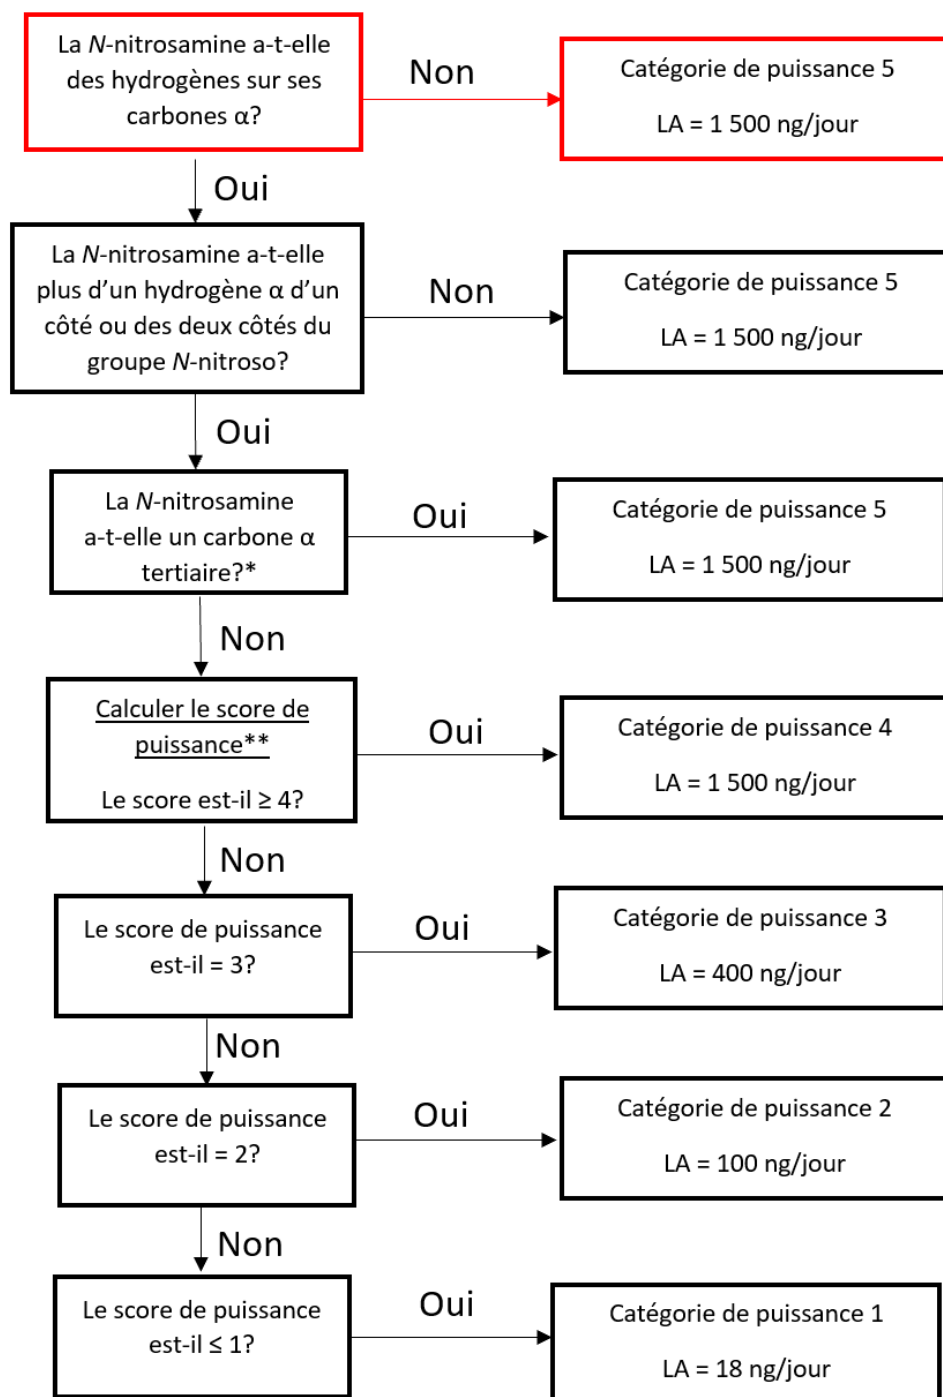 La N-nitrosamine a-t-elle
des hydrogènes sur ses
carbones α?
Non
Catégorie de puissance 5
LA = 1 500 ng/jour
Oui
La N-nitrosamine a-t-elle
plus d’un hydrogène α d’un
côté ou des deux côtés du
groupe N-nitroso?
Non
Catégorie de puissance 5
LA = 1 500 ng/jour
Oui
La N-nitrosamine
a-t-elle un carbone α
tertiaire?*
Oui
Catégorie de puissance 5
LA = 1 500 ng/jour
Non
Calculer le score de
puissance**
Le score est-il ≥ 4?
Oui
Catégorie de puissance 4
LA = 1 500 ng/jour
Non
Le score de puissance
est-il = 3?
Oui
Catégorie de puissance 3
LA = 400 ng/jour
Non
Le score de puissance
est-il = 2?
Oui
Catégorie de puissance 2
LA = 100 ng/jour
Non
Le score de puissance
est-il ≤ 1?
Oui
Catégorie de puissance 1
LA = 18 ng/jour